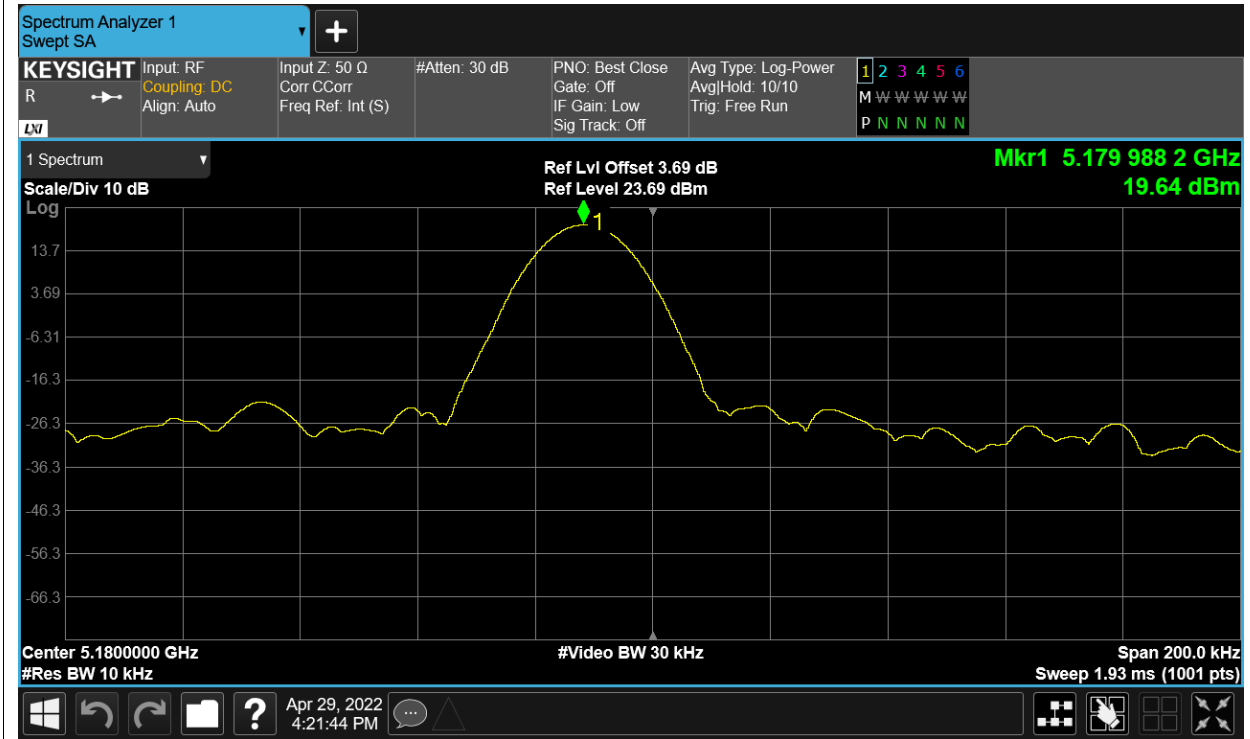 Spectrum Analyzer 1
Swept SA
+
KEYSIGHT Input: RF Input Z: 50 Ω #Atten: 30 dB PNO: Best Close Avg Type: Log-Power 1 2 3 4 5 6
R Coupling: DC Corr CCorr Gate: Off Avg|Hold: 10/10 M W W W W W
Align: Auto Freq Ref: Int (S) IF Gain: Low Trig: Free Run
LXI Sig Track: Off P N N N N N
1 Spectrum
Ref Lvl Offset 3.69 dB Mkr1 5.179 988 2 GHz
Scale/Div 10 dB Ref Level 23.69 dBm 19.64 dBm
Log
1
13.7
3.69
-6.31
-16.3
-26.3
-36.3
-46.3
-56.3
-66.3
Center 5.1800000 GHz #Video BW 30 kHz Span 200.0 kHz
#Res BW 10 kHz Sweep 1.93 ms (1001 pts)
? Apr 29, 2022
4:21:44 PM